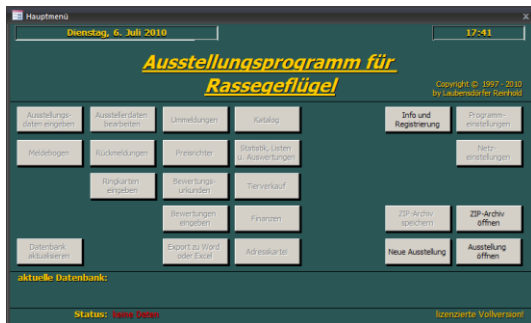 Hauptmenü
x
Dienstag, 6. Juli 2010
17:41
Ausstellungsprogramm für
Rassegeflügel
Copyright © 1997 - 2010
by Laubensdörfer Reinhold
Ausstellungs-
daten eingeben
Ausstellerdaten
bearbeiten
Ummeldungen
Katalog
Info und
Registrierung
Programm-
einstellungen
Meldebogen
Rückmeldungen
Preisrichter
Statistik, Listen
u. Auswertungen
Netz-
einstellungen
Ringkarten
eingeben
Bewertungs-
urkunden
Tierverkauf
Bewertungen
eingeben
Finanzen
ZIP-Archiv
speichern
ZIP-Archiv
öffnen
Datenbank
aktualisieren
Export zu Word
oder Excel
Adresskartei
Neue Ausstellung
Ausstellung
öffnen
aktuelle Datenbank:
Status: keine Daten
lizenzierte Vollversion!